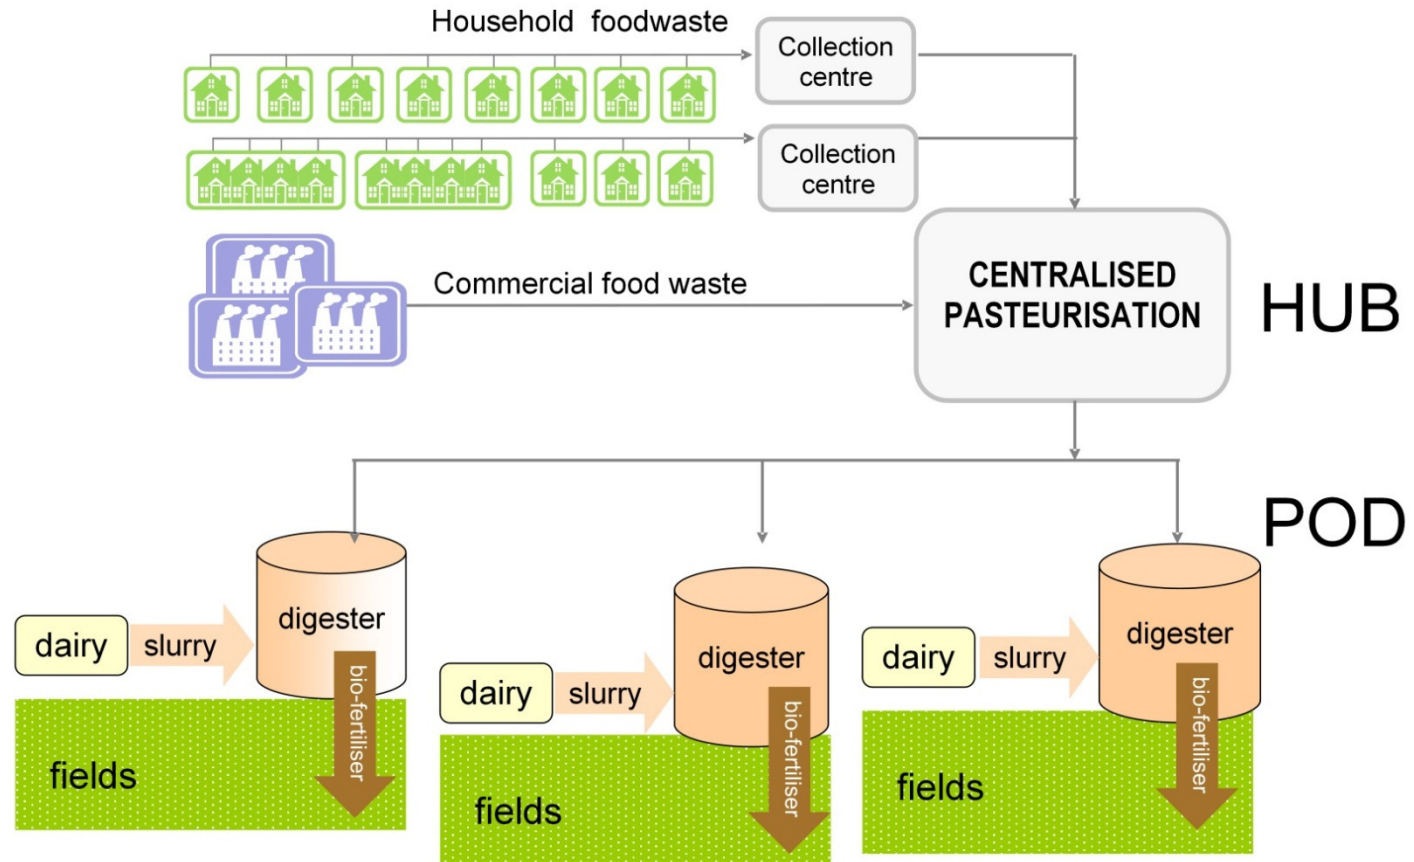 Household foodwaste
Collection
centre
Collection
centre
Commercial food waste
CENTRALISED
PASTEURISATION
HUB
POD
digester
dairy
slurry
bio-fertiliser
fields
digester
dairy
slurry
bio-fertiliser
fields
digester
dairy
slurry
bio-fertiliser
fields